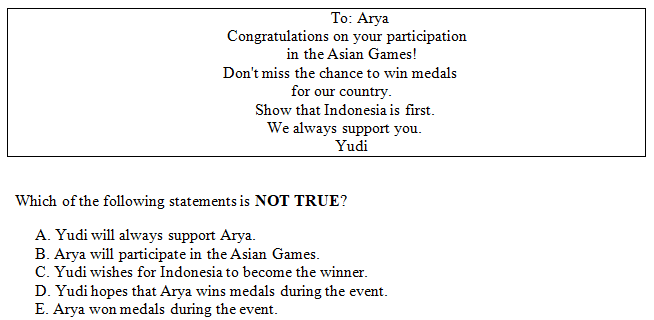 To: Arya
Congratulations on your participation
in the Asian Games!
Don't miss the chance to win medals
for our country.
Show that Indonesia is first.
We always support you.
Yudi
Which of the following statements is NOT TRUE?
A. Yudi will always support Arya.
B. Arya will participate in the Asian Games.
C. Yudi wishes for Indonesia to become the winner.
D. Yudi hopes that Arya wins medals during the event.
E. Arya won medals during the event.